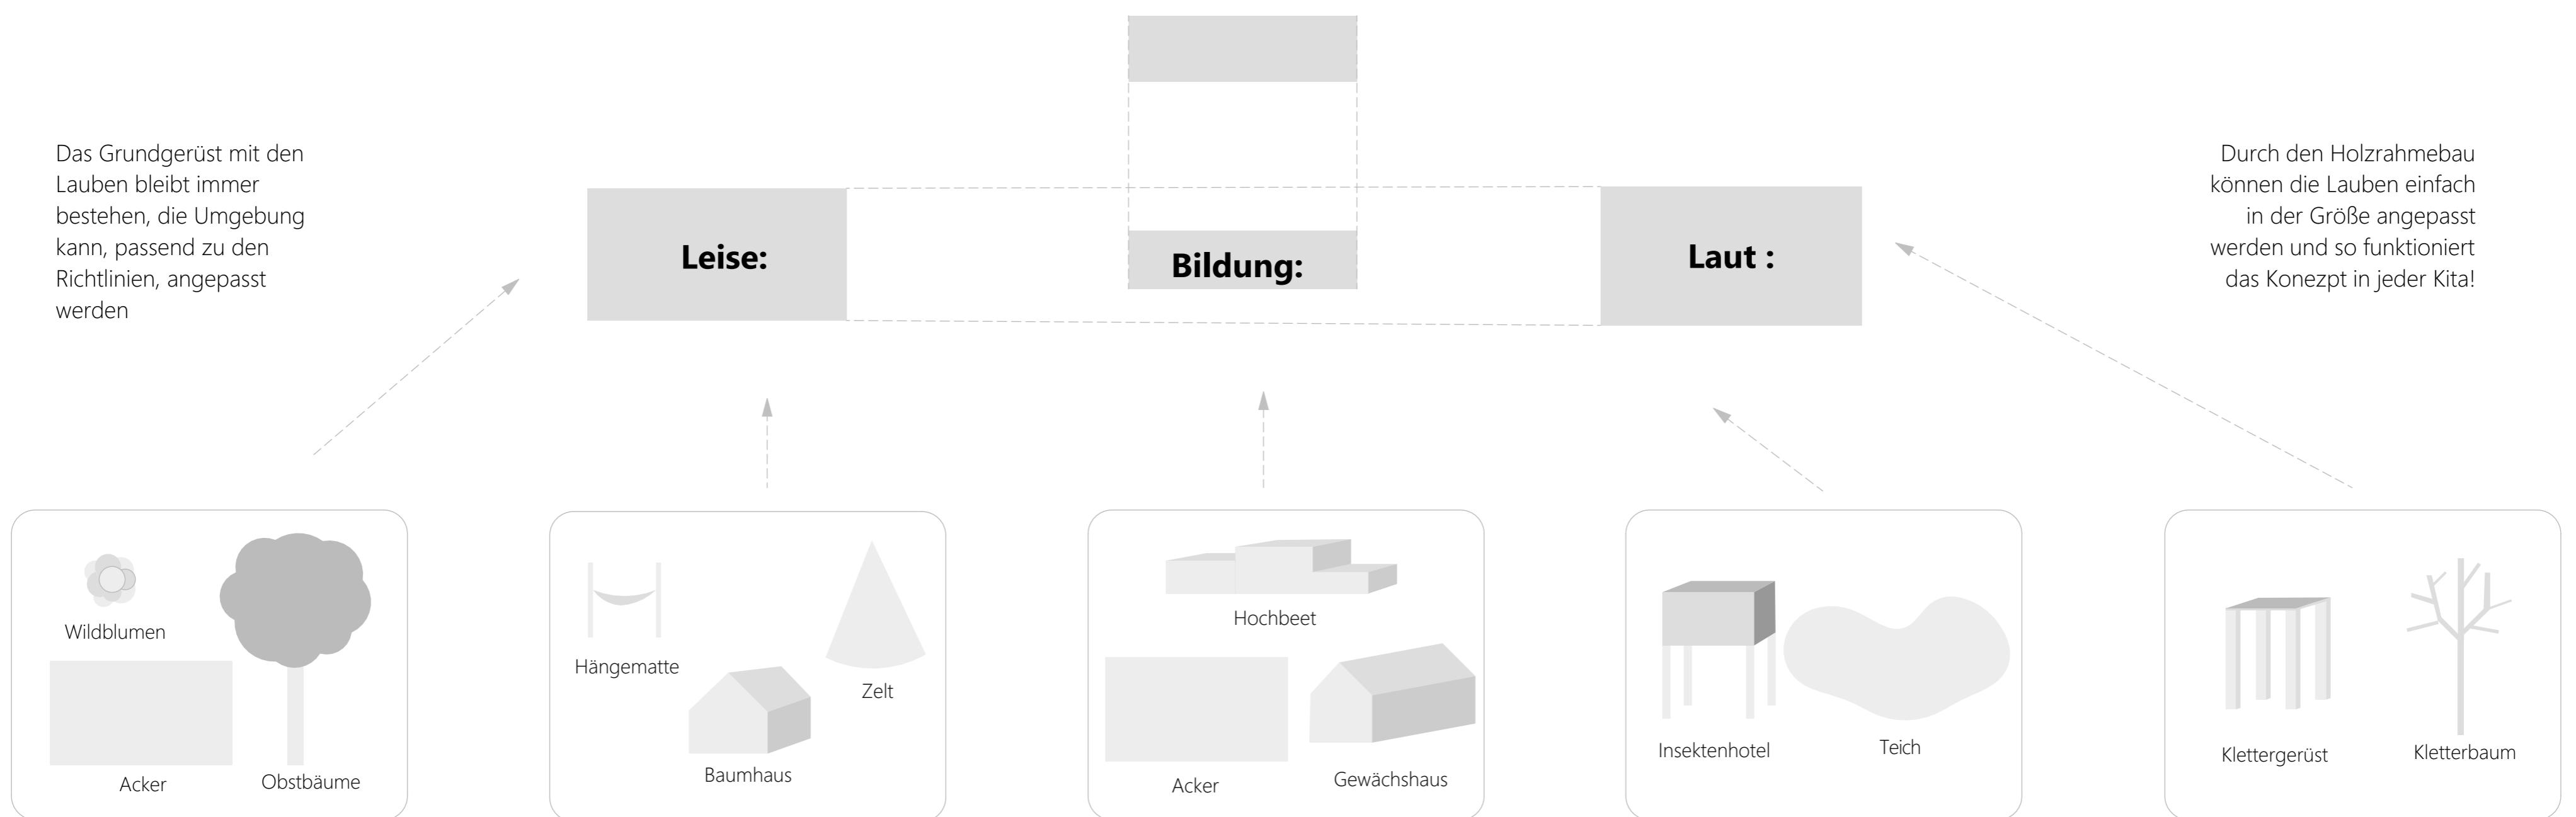 Das Grundgerüst mit den
Lauben bleibt immer
bestehen, die Umgebung
kann, passend zu den
Richtlinien, angepasst
werden
Leise:
Bildung:
Laut :
Durch den Holzrahmebau
können die Lauben einfach
in der Größe angepasst
werden und so funktioniert
das Konezpt in jeder Kita!
Wildblumen
Acker
Obstbäume
Hängematte
Zelt
Baumhaus
Hochbeet
Acker
Gewächshaus
Insektenhotel
Teich
Klettergerüst
Kletterbaum